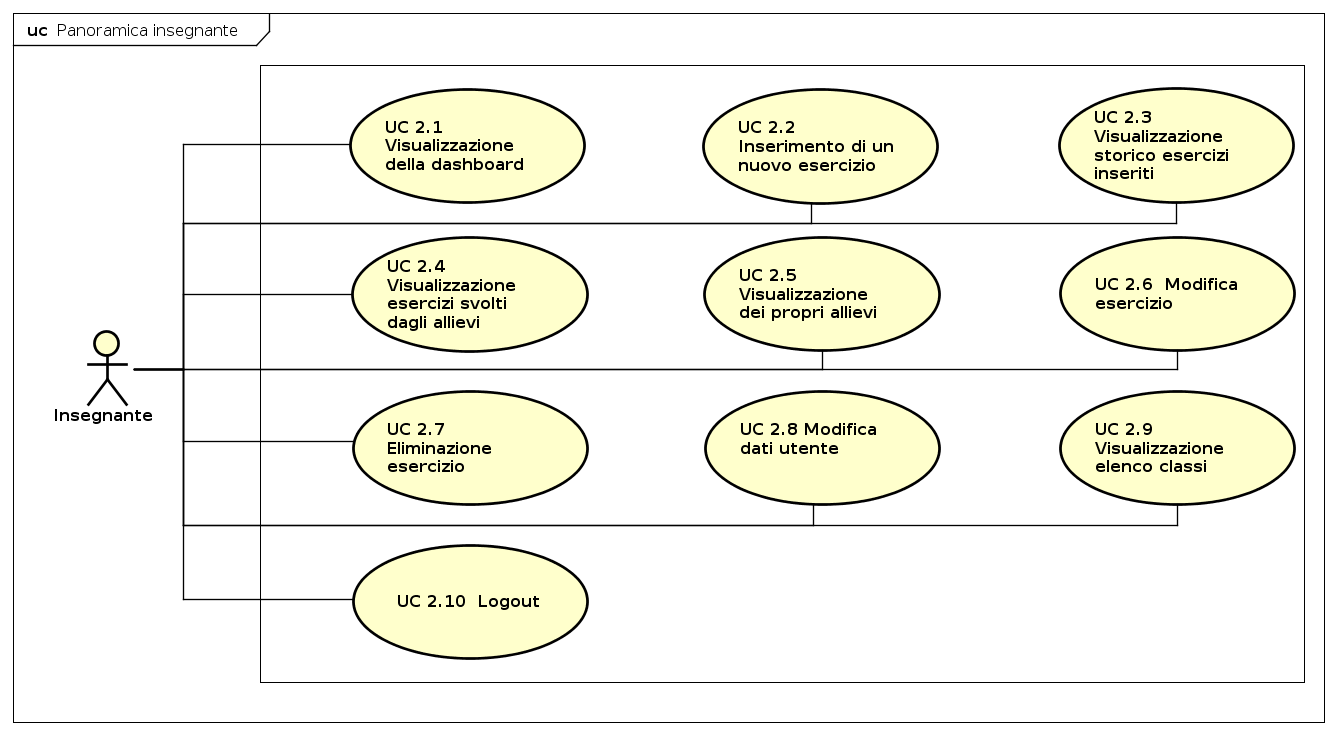 uc Panoramica insegnante
UC 2.1
Visualizzazione
della dashboard
UC 2.2
Inserimento di un
nuovo esercizio
UC 2.3
Visualizzazione
storico esercizi
inseriti
UC 2.4
Visualizzazione
esercizi svolti
dagli allievi
UC 2.5
Visualizzazione
dei propri allievi
UC 2.6 Modifica
esercizio
Insegnante
UC 2.7
Eliminazione
esercizio
UC 2.8 Modifica
dati utente
UC 2.9
Visualizzazione
elenco classi
UC 2.10 Logout